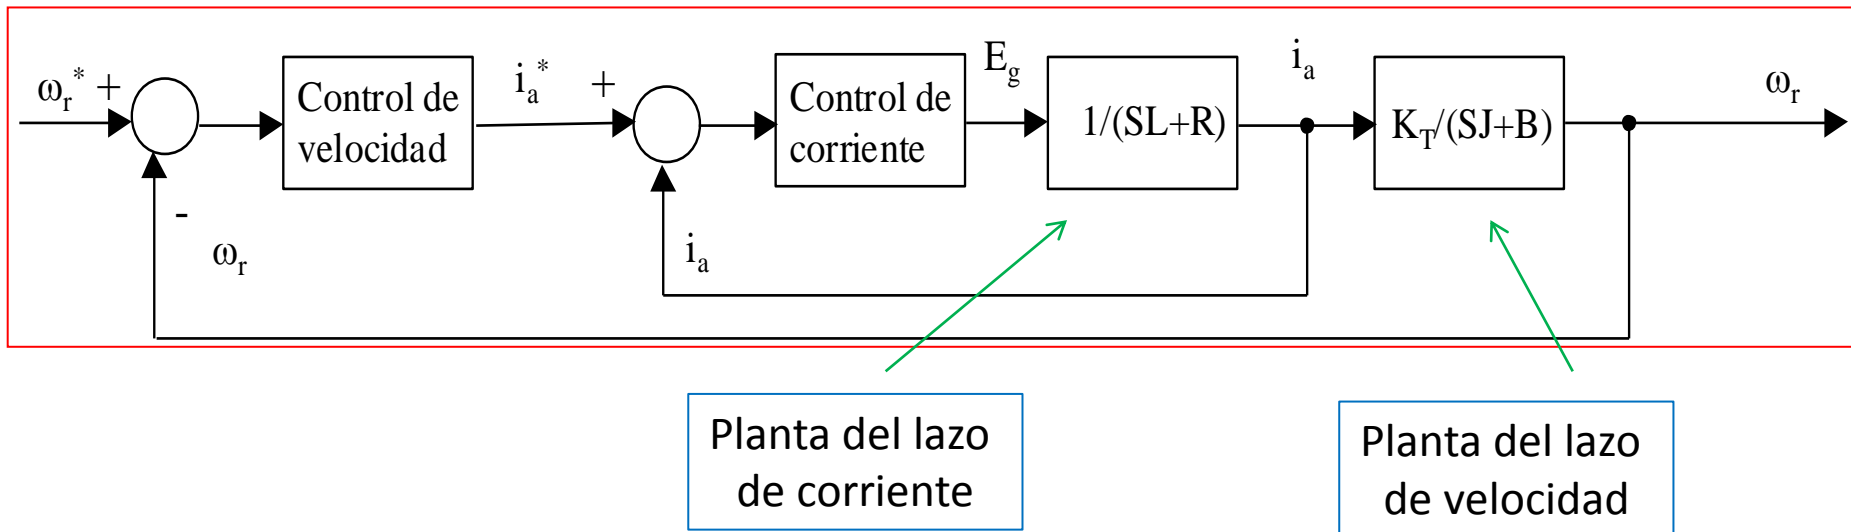 ωr* +
Control de
velocidad
ia* +
Control de
corriente
Eg
1/(SL+R)
ia
KT/(SJ+B)
ωr
-
ωr
ia
Planta del lazo
de corriente
Planta del lazo
de velocidad